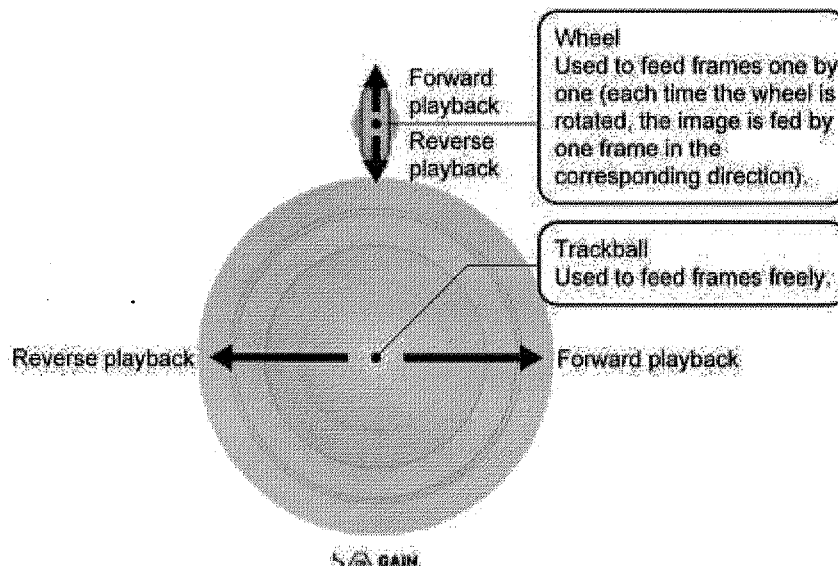 Wheel
Used to feed frames one by
one (each time the wheel is
rotated, the image is fed by
one frame in the
corresponding direction).
Forward
playback
Reverse
playback
Trackball
Used to feed frames freely.
Reverse playback
Forward playback
GAIN